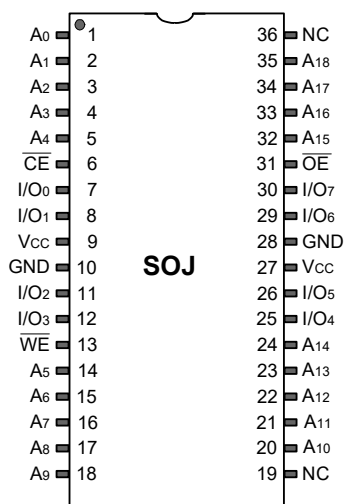 A0 1 36 NC
A1 2 35 A18
A2 3 34 A17
A3 4 33 A16
A4 5 32 A15
CE 6 31 OE
I/O0 7 30 I/O7
I/O1 8 29 I/O6
VCC 9 28 GND
GND 10 SOJ 27 VCC
I/O2 11 26 I/O5
I/O3 12 25 I/O4
WE 13 24 A14
A5 14 23 A13
A6 15 22 A12
A7 16 21 A11
A8 17 20 A10
A9 18 19 NC